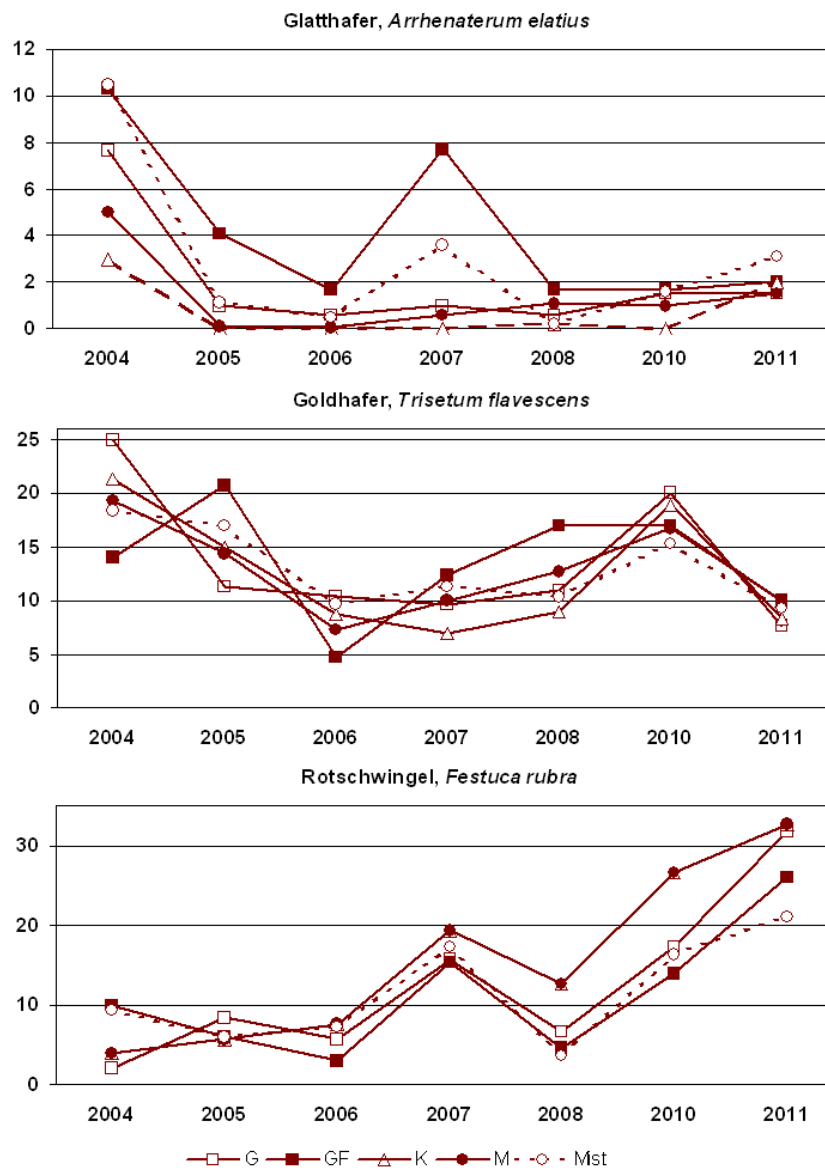 Glatthafer, Arrhenaterum elatius
12
10
8
6
4
2
0
2004 2005 2006 2007 2008 2010 2011
Goldhafer, Trisetum flavescens
25
20
15
10
5
0
2004 2005 2006 2007 2008 2010 2011
Rotschwingel, Festuca rubra
30
20
10
0
2004 2005 2006 2007 2008 2010 2011
G GF K M Mist